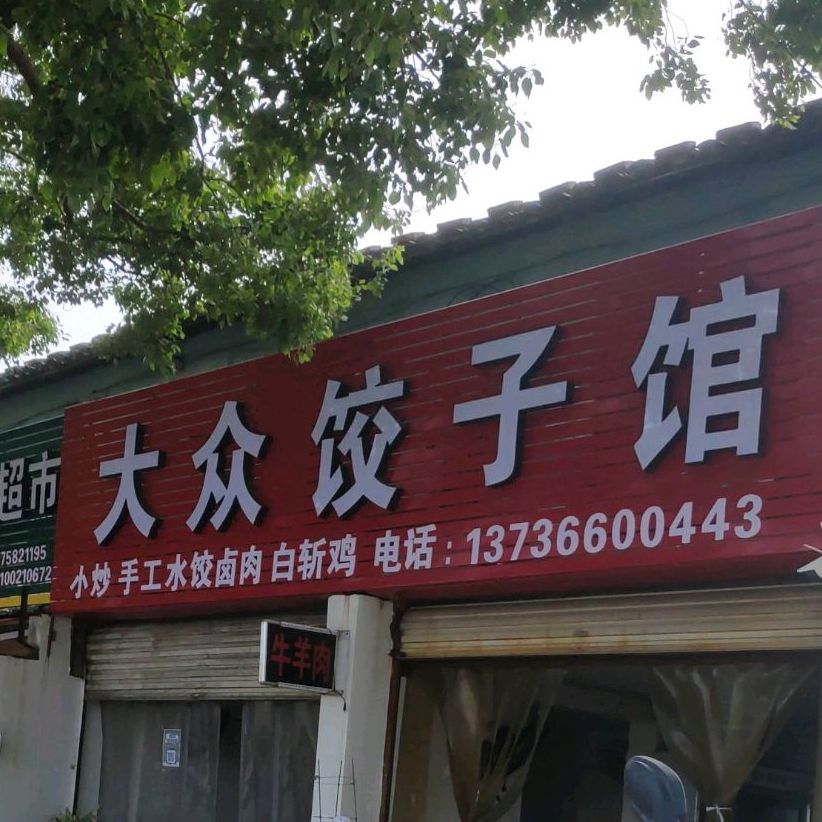 大众饺子馆
小炒 手工水饺卤肉 白斩鸡 电话：13736600443
超市
75821195
100210672
牛羊肉